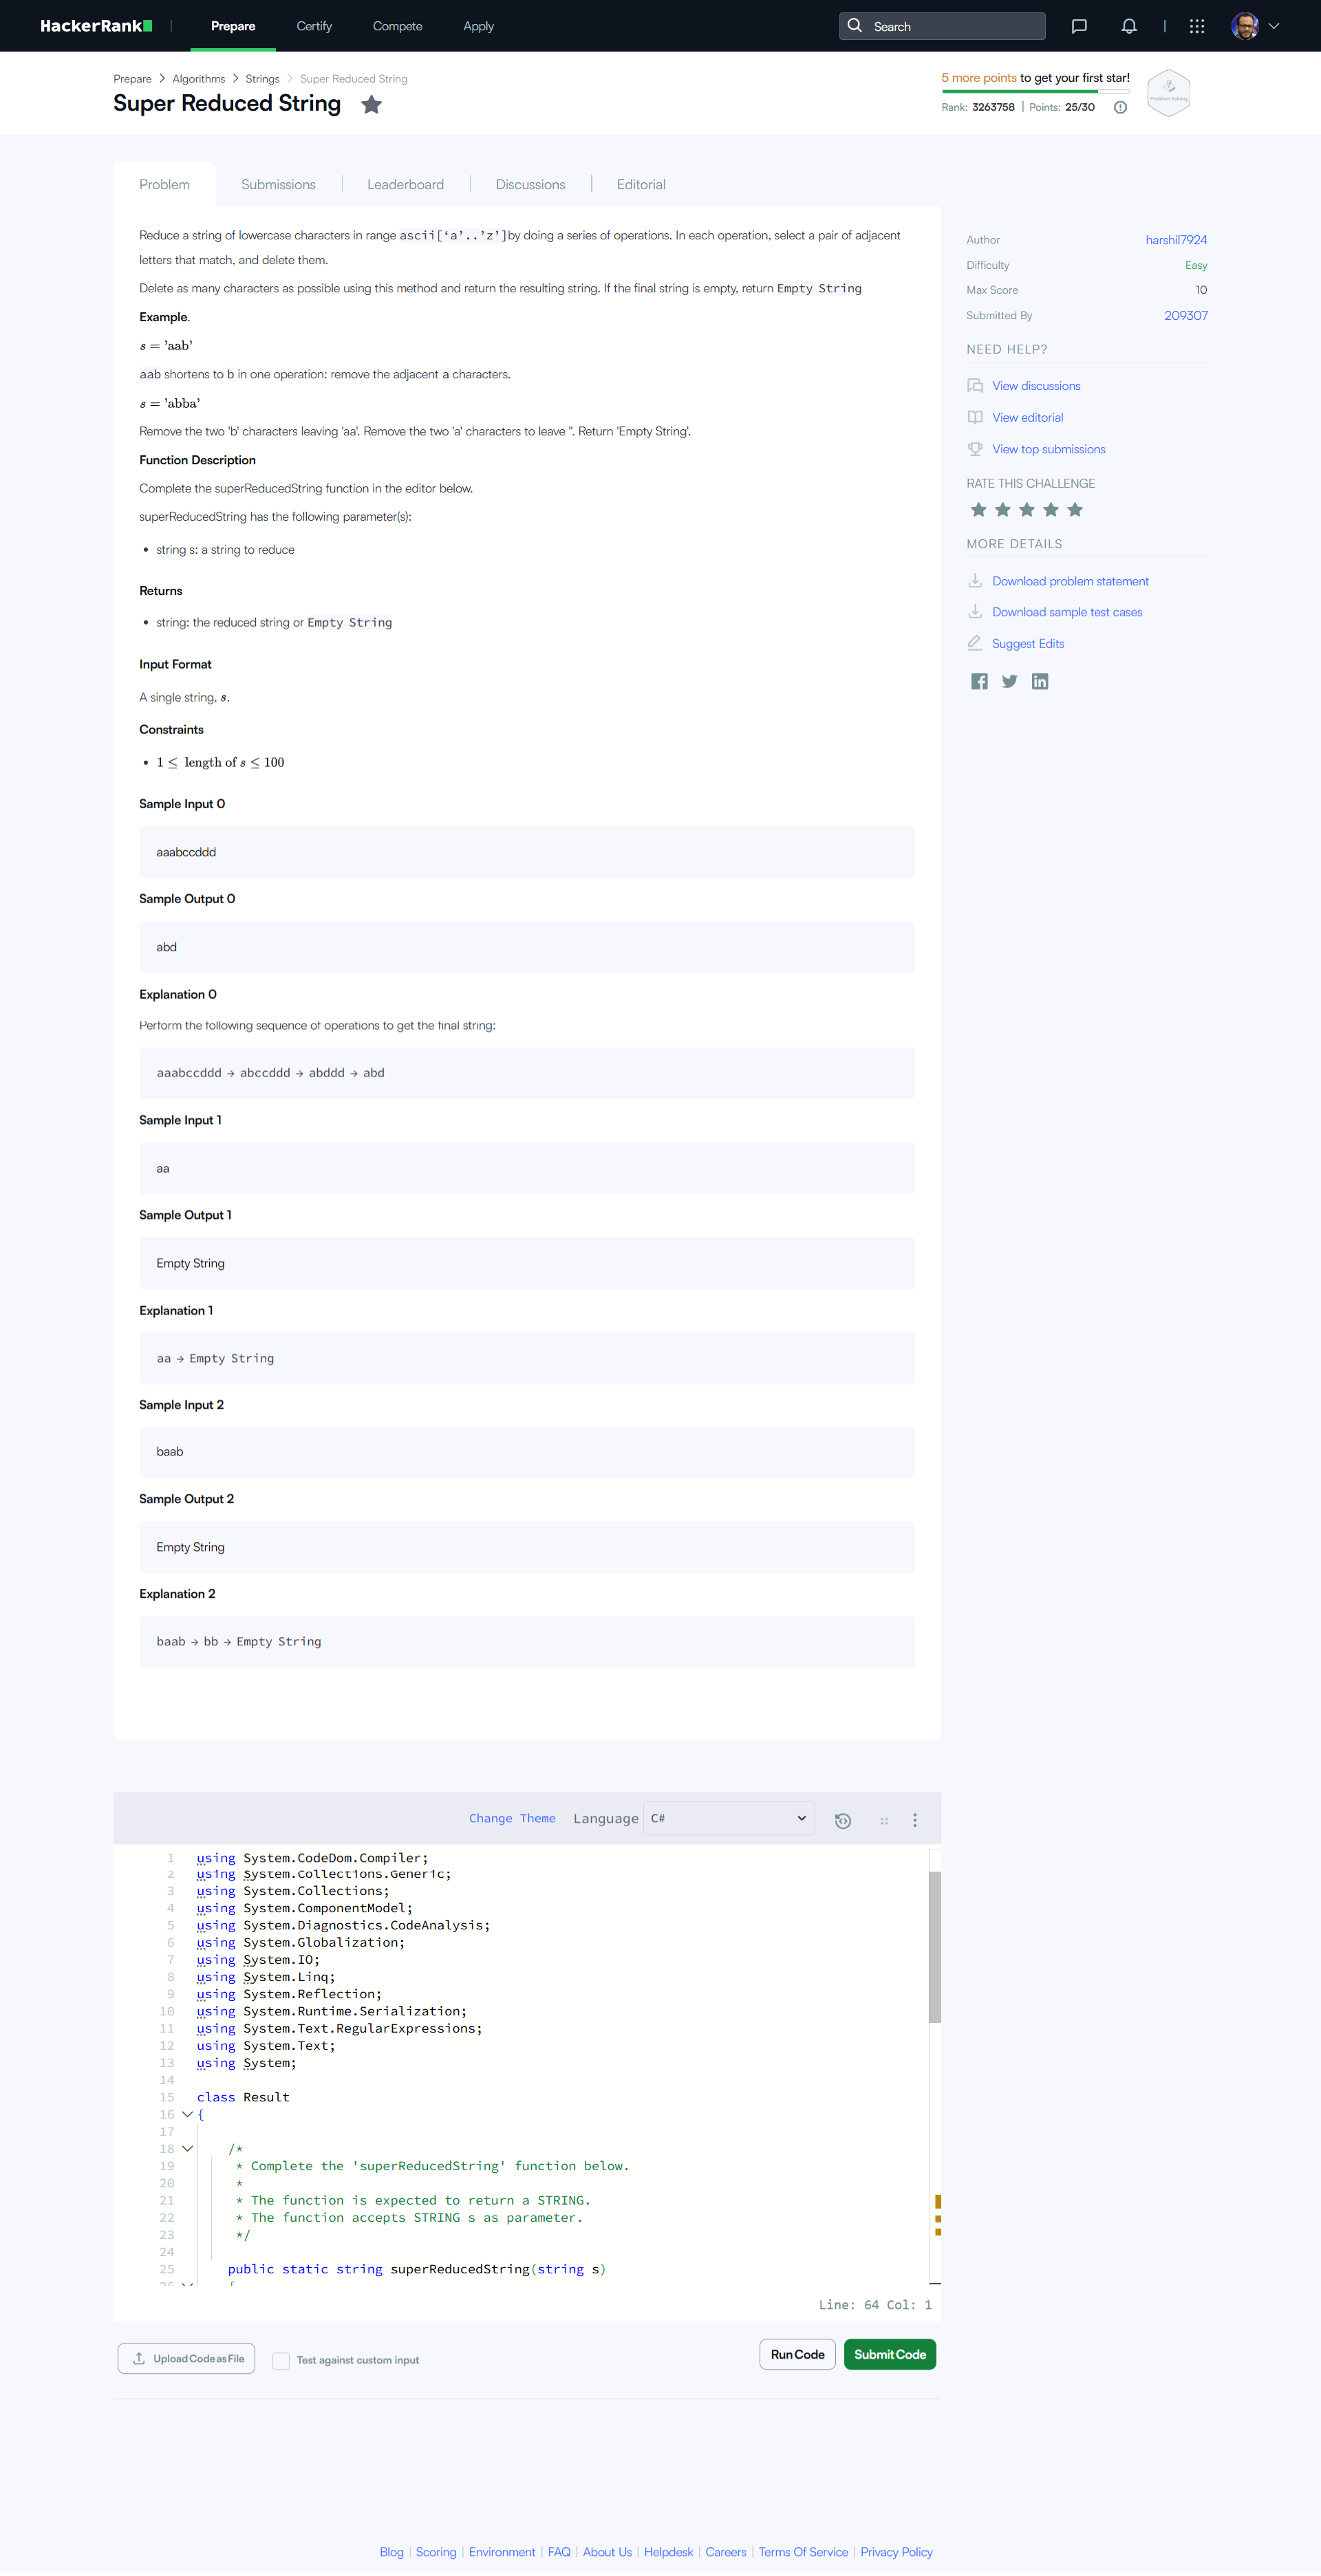 HackerRank
Prepare
Certify
Compete
Apply
Search
Prepare > Algorithms > Strings > Super Reduced String
Super Reduced String
5 more points to get your first star!
Rank: 3263758 | Points: 25/30
Problem Solving
Problem
Submissions
Leaderboard
Discussions
Editorial
Reduce a string of lowercase characters in range ascii[‘a’..’z’]by doing a series of operations. In each operation, select a pair of adjacent
letters that match, and delete them.
Delete as many characters as possible using this method and return the resulting string. If the final string is empty, return Empty String
Example.
s = ’aab’
aab shortens to b in one operation: remove the adjacent a characters.
s = ’abba’
Remove the two 'b' characters leaving 'aa'. Remove the two 'a' characters to leave ''. Return 'Empty String'.
Function Description
Complete the superReducedString function in the editor below.
superReducedString has the following parameter(s):
• string s: a string to reduce
Returns
• string: the reduced string or Empty String
Input Format
A single string, s.
Constraints
• 1 ≤ length of s ≤ 100
Sample Input 0
aaabccddd
Sample Output 0
abd
Explanation 0
Perform the following sequence of operations to get the final string:
aaabccddd → abccddd → abddd → abd
Sample Input 1
aa
Sample Output 1
Empty String
Explanation 1
aa → Empty String
Sample Input 2
baab
Sample Output 2
Empty String
Explanation 2
baab → bb → Empty String
Author harshil7924
Difficulty Easy
Max Score 10
Submitted By 209307
NEED HELP?
View discussions
View editorial
View top submissions
RATE THIS CHALLENGE
MORE DETAILS
Download problem statement
Download sample test cases
Suggest Edits
Change Theme Language C#
1 using System.CodeDom.Compiler;
2 using System.Collections.Generic;
3 using System.Collections;
4 using System.ComponentModel;
5 using System.Diagnostics.CodeAnalysis;
6 using System.Globalization;
7 using System.IO;
8 using System.Linq;
9 using System.Reflection;
10 using System.Runtime.Serialization;
11 using System.Text.RegularExpressions;
12 using System.Text;
13 using System;
14
15 class Result
16 {
17
18 /*
19 * Complete the 'superReducedString' function below.
20 *
21 * The function is expected to return a STRING.
22 * The function accepts STRING s as parameter.
23 */
24
25 public static string superReducedString(string s)
26 {
Line: 64 Col: 1
Upload Code as File
Test against custom input
Run Code
Submit Code
Blog | Scoring | Environment | FAQ | About Us | Helpdesk | Careers | Terms Of Service | Privacy Policy